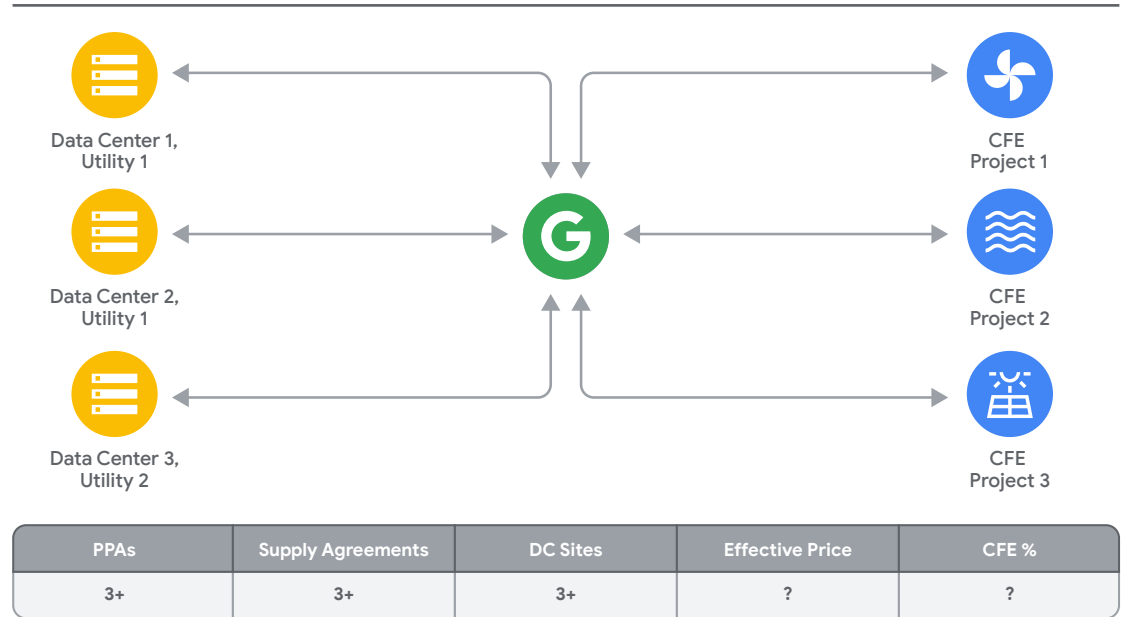 Data Center 1,
Utility 1
CFE
Project 1
G
Data Center 2,
Utility 1
CFE
Project 2
Data Center 3,
Utility 2
CFE
Project 3
PPAs Supply Agreements DC Sites Effective Price CFE %
3+ 3+ 3+ ? ?